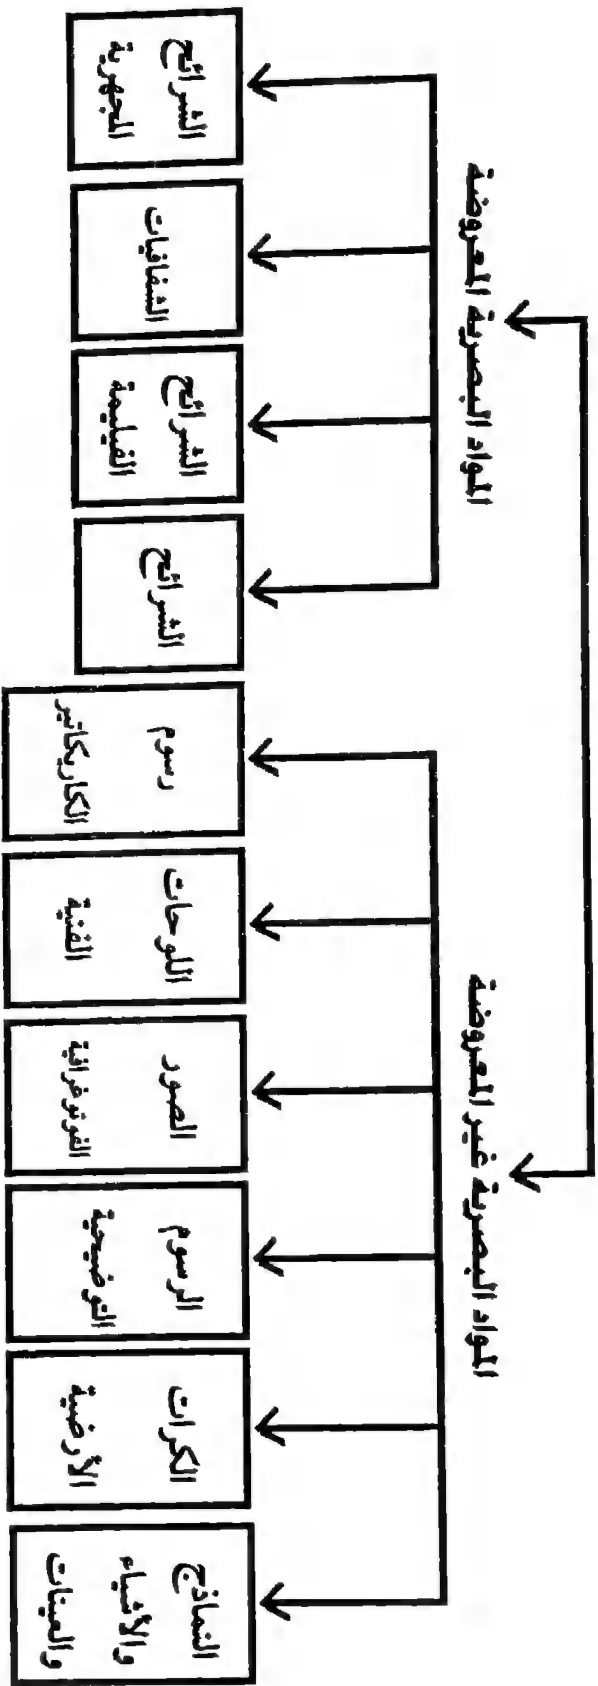 المواد البصرية غير المعروضة
المواد البصرية المعروضة
النماذج
والأشياء
والعينات
الكرات
الأرضية
الرسوم
التوضيحية
الصور
الفوتوغرافية
اللوحات
الفنية
رسوم
الكاريكاتير
الشرائح
الشرائح
الفيليمة
الشفافيات
الشرائح
المجهرية